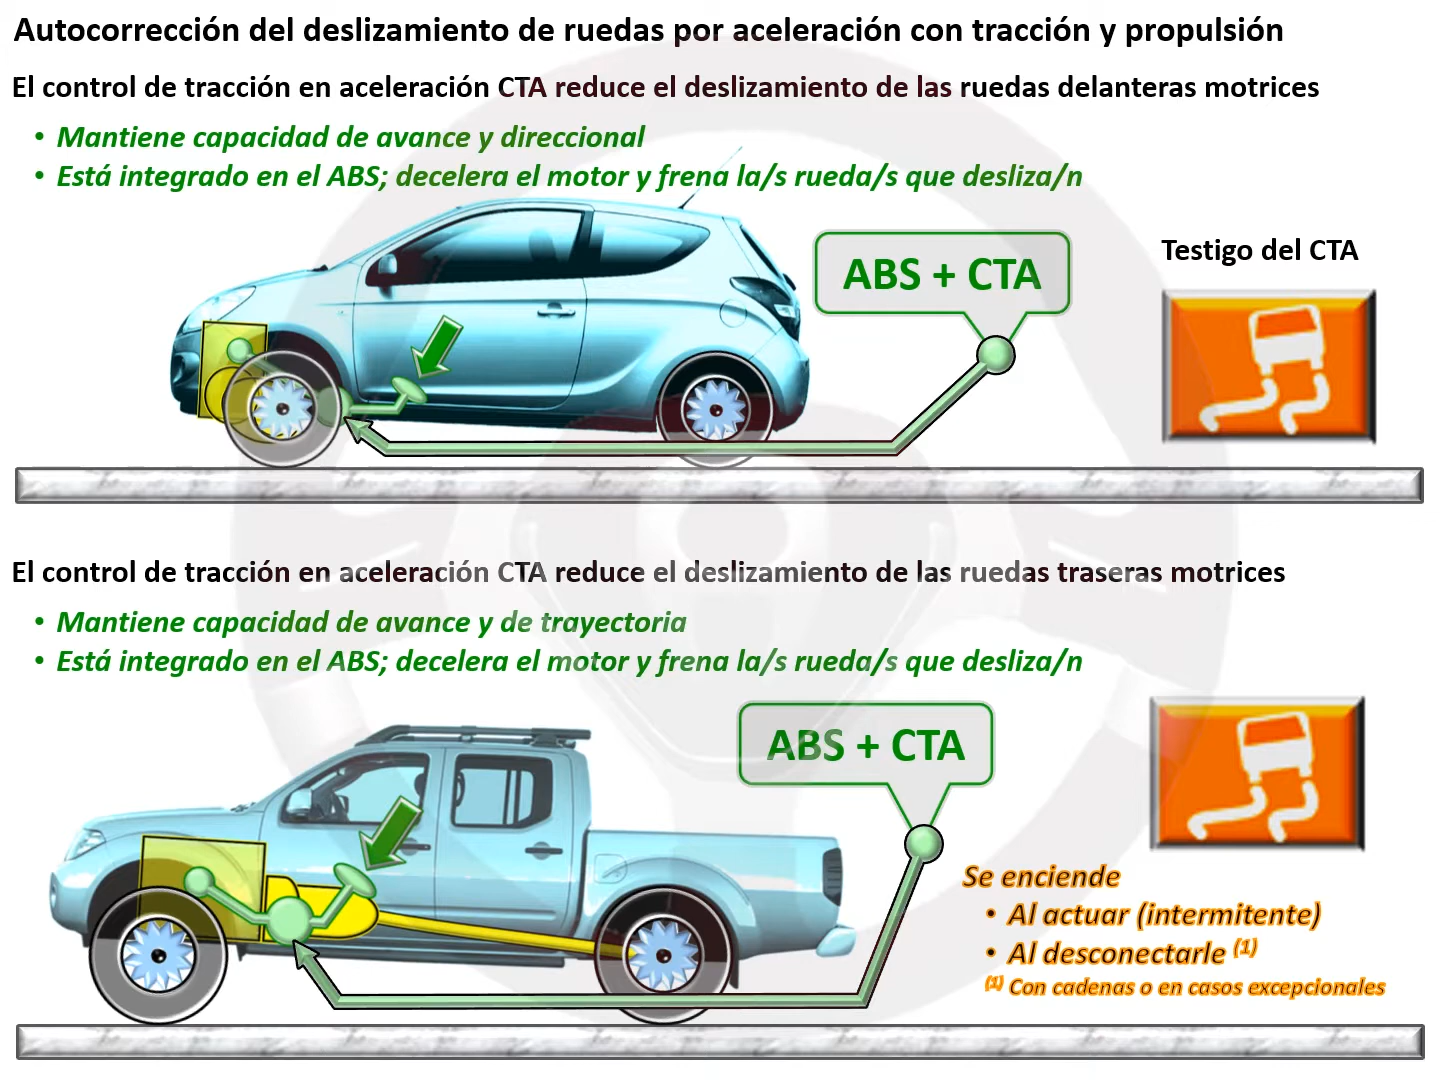 Autocorrección del deslizamiento de ruedas por aceleración con tracción y propulsión
El control de tracción en aceleración CTA reduce el deslizamiento de las ruedas delanteras motrices
• Mantiene capacidad de avance y direccional
• Está integrado en el ABS; decelera el motor y frena la/s rueda/s que desliza/n
ABS + CTA
Testigo del CTA
El control de tracción en aceleración CTA reduce el deslizamiento de las ruedas traseras motrices
• Mantiene capacidad de avance y de trayectoria
• Está integrado en el ABS; decelera el motor y frena la/s rueda/s que desliza/n
ABS + CTA
Se enciende
• Al actuar (intermitente)
• Al desconectarle (1)
(1) Con cadenas o en casos excepcionales